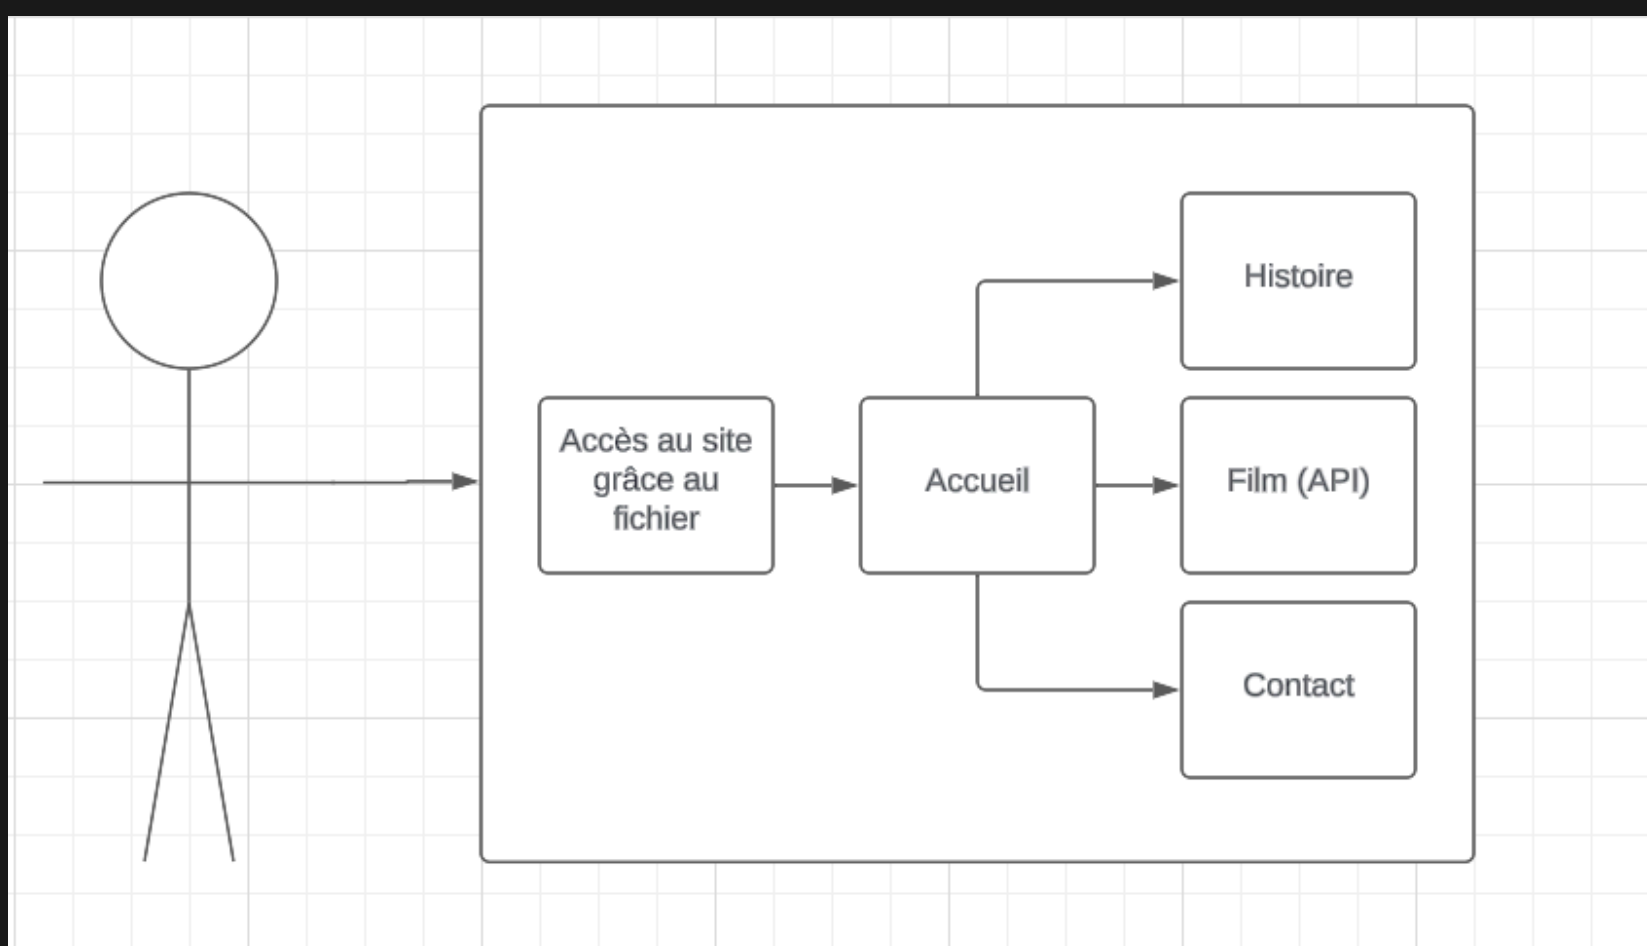 Histoire
Accès au site
grâce au
fichier
Accueil
Film (API)
Contact